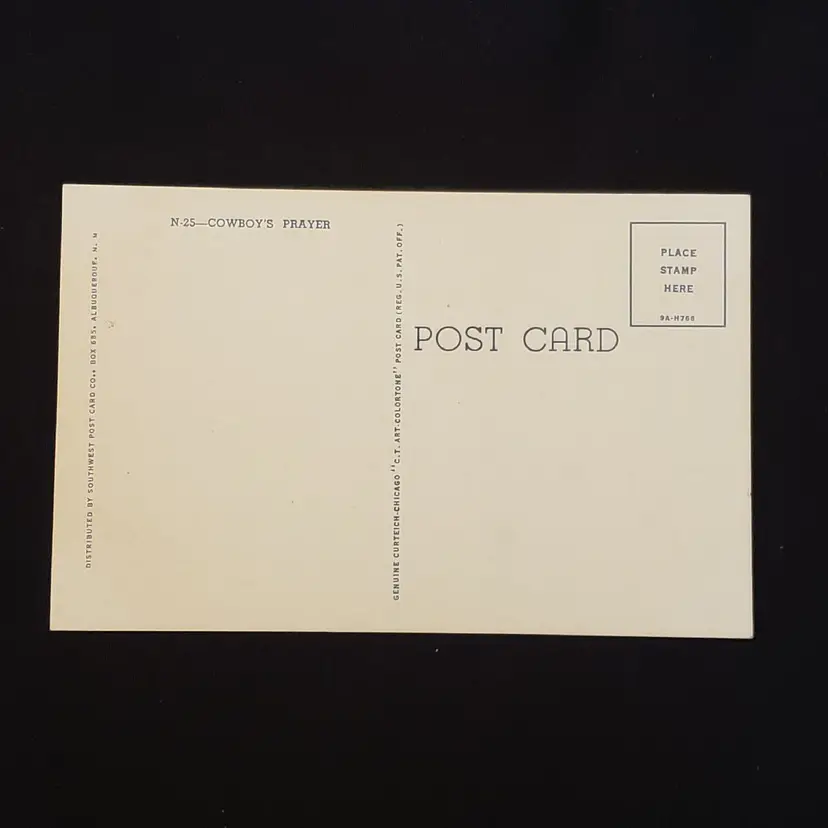 N-25—COWBOY'S PRAYER
DISTRIBUTED BY SOUTHWEST POST CARD CO., BOX 685, ALBUQUERQUE, N. M
GENUINE CURTEICH-CHICAGO "C.T. ART-COLORTONE" POST CARD (REG. U.S. PAT. OFF.)
POST CARD
PLACE
STAMP
HERE
9A-H766